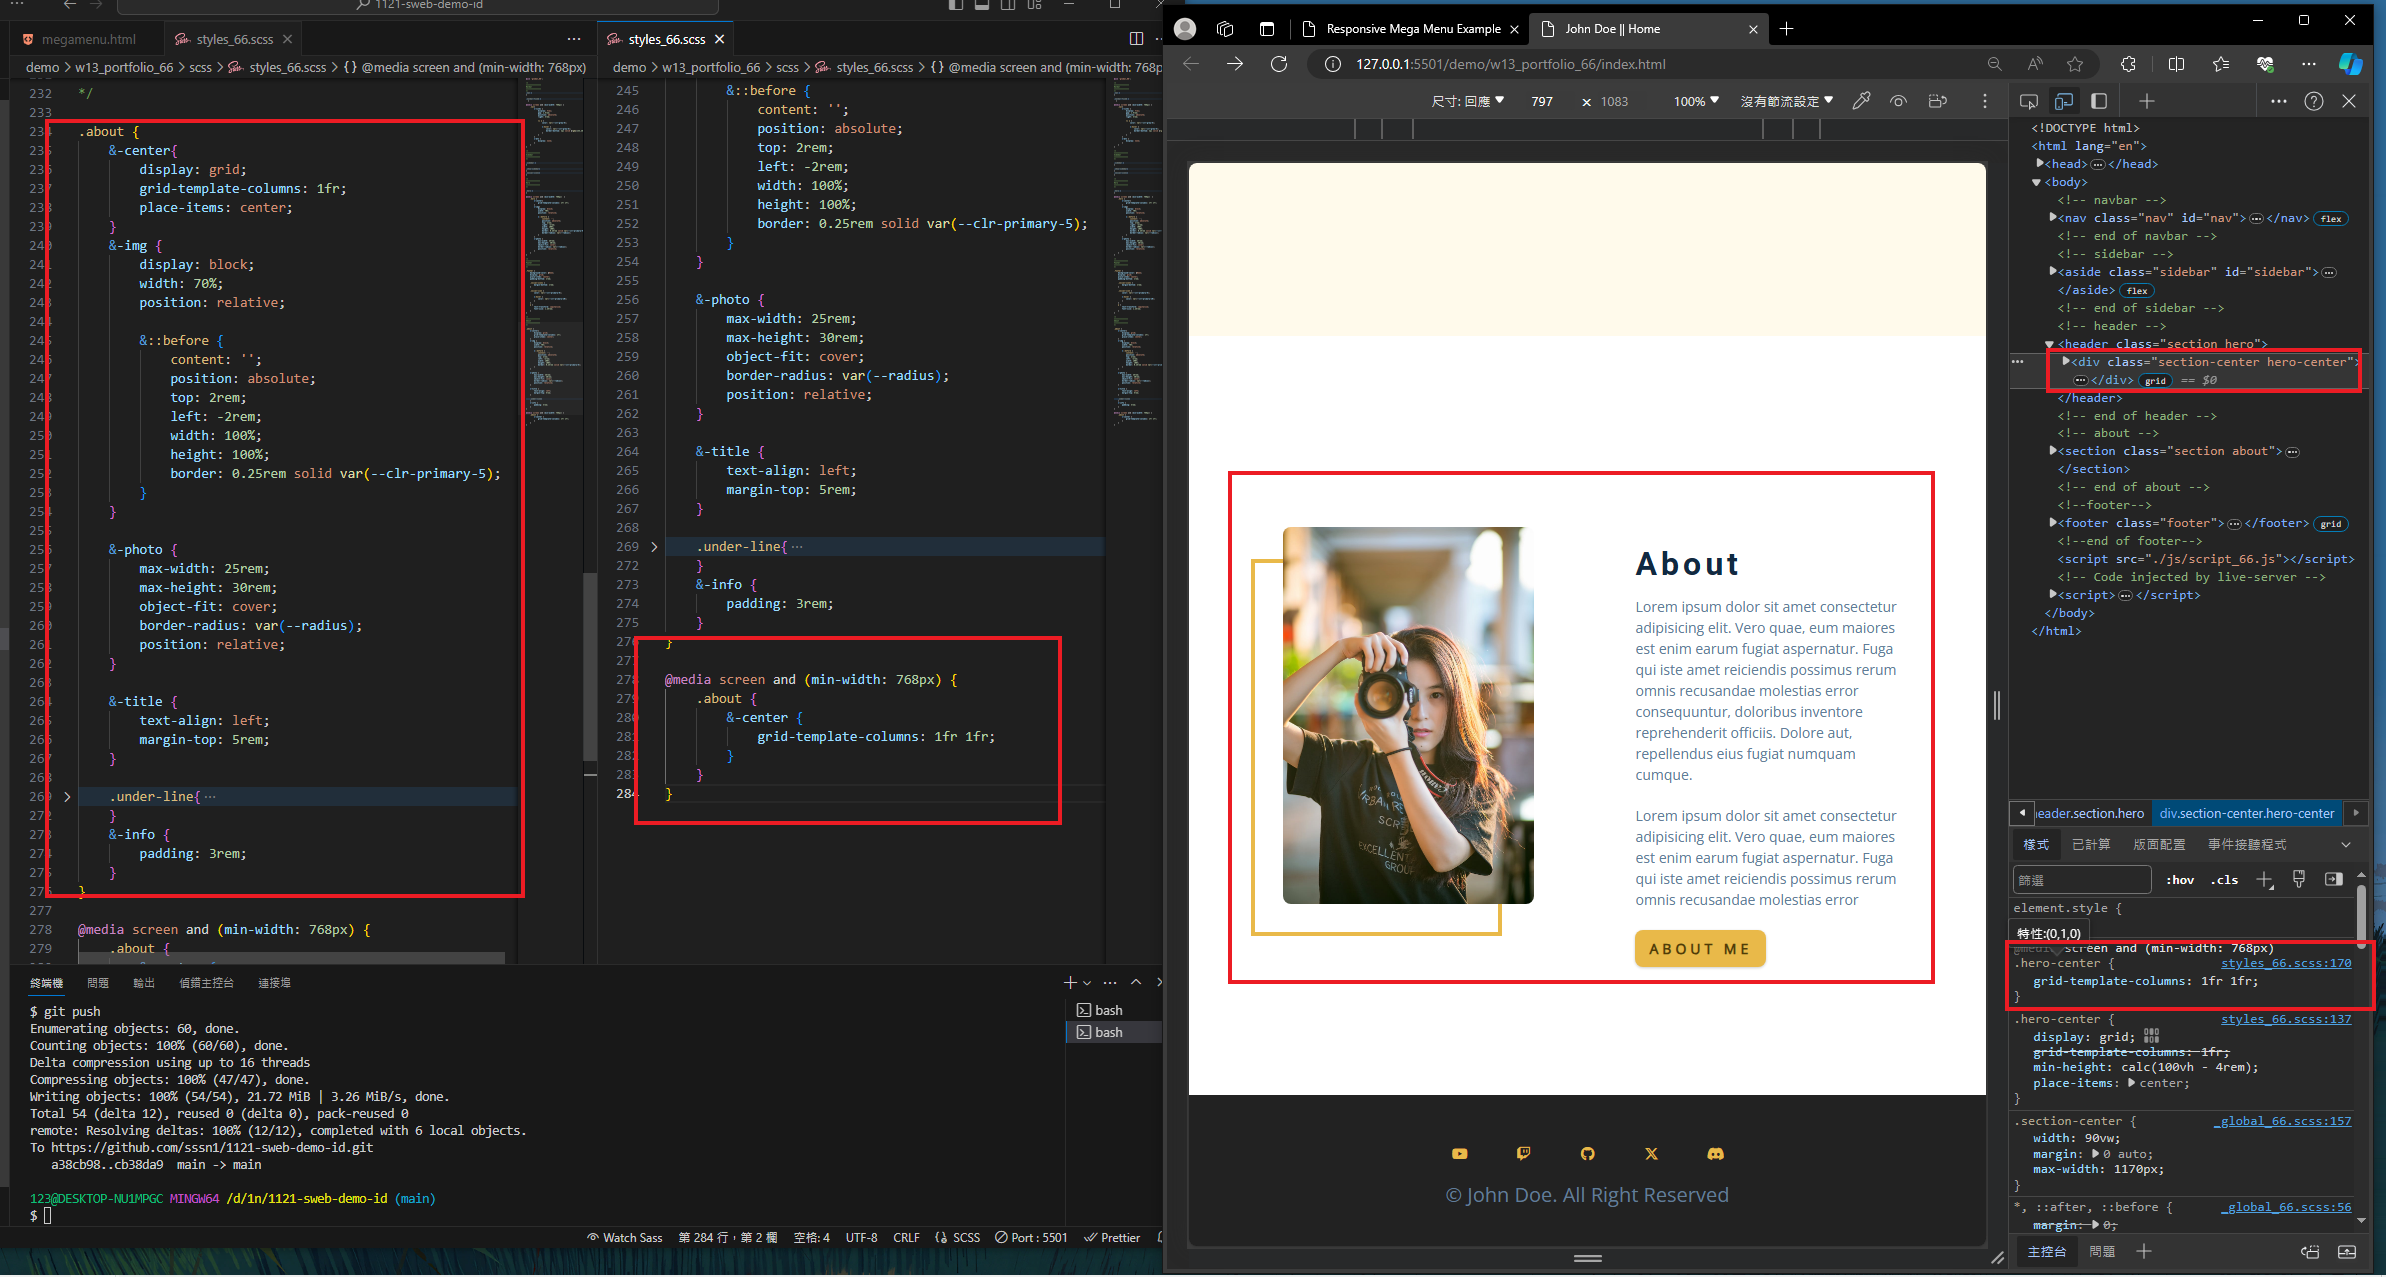 1121-sweb-demo-id
megamenu.html
styles_66.scss
demo > w13_portfolio_66 > scss > styles_66.scss > {} @media screen and (min-width: 768px)
232 */
233
234 .about {
235 &-center{
236 display: grid;
237 grid-template-columns: 1fr;
238 place-items: center;
239 }
240 &-img {
241 display: block;
242 width: 70%;
243 position: relative;
244
245 &::before {
246 content: '';
247 position: absolute;
248 top: 2rem;
249 left: -2rem;
250 width: 100%;
251 height: 100%;
252 border: 0.25rem solid var(--clr-primary-5);
253 }
254 }
255
256 &-photo {
257 max-width: 25rem;
258 max-height: 30rem;
259 object-fit: cover;
260 border-radius: var(--radius);
261 position: relative;
262 }
263
264 &-title {
265 text-align: left;
266 margin-top: 5rem;
267 }
268
269 .under-line{ ···
272 }
273 &-info {
274 padding: 3rem;
275 }
276 }
277
278 @media screen and (min-width: 768px) {
279 .about {
styles_66.scss
demo > w13_portfolio_66 > scss > styles_66.scss > {} @media screen and (min-width: 768p
245 &::before {
246 content: '';
247 position: absolute;
248 top: 2rem;
249 left: -2rem;
250 width: 100%;
251 height: 100%;
252 border: 0.25rem solid var(--clr-primary-5);
253 }
254 }
255
256 &-photo {
257 max-width: 25rem;
258 max-height: 30rem;
259 object-fit: cover;
260 border-radius: var(--radius);
261 position: relative;
262 }
263
264 &-title {
265 text-align: left;
266 margin-top: 5rem;
267 }
268
269 .under-line{ ···
272 }
273 &-info {
274 padding: 3rem;
275 }
276 }
277
278 @media screen and (min-width: 768px) {
279 .about {
280 &-center {
281 grid-template-columns: 1fr 1fr;
282 }
283 }
284 }
終端機 問題 輸出 偵錯主控台 連接埠
$ git push
Enumerating objects: 60, done.
Counting objects: 100% (60/60), done.
Delta compression using up to 16 threads
Compressing objects: 100% (47/47), done.
Writing objects: 100% (54/54), 21.72 MiB | 3.26 MiB/s, done.
Total 54 (delta 12), reused 0 (delta 0), pack-reused 0
remote: Resolving deltas: 100% (12/12), completed with 6 local objects.
To https://github.com/sssn1/1121-sweb-demo-id.git
a38cb98..cb38da9 main -> main
123@DESKTOP-NU1MPGC MINGW64 /d/1n/1121-sweb-demo-id (main)
$
bash
bash
Watch Sass 第 284 行，第 2 欄 空格: 4 UTF-8 CRLF SCSS Port : 5501 Prettier
Responsive Mega Menu Example
John Doe || Home
127.0.0.1:5501/demo/w13_portfolio_66/index.html
尺寸: 回應 797 × 1083 100% 沒有節流設定
About
Lorem ipsum dolor sit amet consectetur
adipisicing elit. Vero quae, eum maiores
est enim earum fugiat aspernatur. Fuga
qui iste amet reiciendis possimus rerum
omnis recusandae molestias error
consequuntur, doloribus inventore
reprehenderit officiis. Dolore aut,
repellendus eius fugiat numquam
cumque.
Lorem ipsum dolor sit amet consectetur
adipisicing elit. Vero quae, eum maiores
est enim earum fugiat aspernatur. Fuga
qui iste amet reiciendis possimus rerum
omnis recusandae molestias error
ABOUT ME
EXCELLENT
GROUP
© John Doe. All Right Reserved
<!DOCTYPE html>
<html lang="en">
<head>···</head>
<body>
<!-- navbar -->
<nav class="nav" id="nav">···</nav> flex
<!-- end of navbar -->
<!-- sidebar -->
<aside class="sidebar" id="sidebar">···
</aside> flex
<!-- end of sidebar -->
<!-- header -->
<header class="section hero">
<div class="section-center hero-center">
···</div> grid == $0
</header>
<!-- end of header -->
<!-- about -->
<section class="section about">···
</section>
<!-- end of about -->
<!--footer-->
<footer class="footer">···</footer> grid
<!--end of footer-->
<script src="./js/script_66.js"></script>
<!-- Code injected by live-server -->
<script>···</script>
</body>
</html>
header.section.hero div.section-center.hero-center
樣式 已計算 版面配置 事件接聽程式
篩選 :hov .cls
element.style {
特性:(0,1,0)
@media screen and (min-width: 768px)
.hero-center { styles_66.scss:170
grid-template-columns: 1fr 1fr;
}
.hero-center { styles_66.scss:137
display: grid;
grid-template-columns: 1fr;
min-height: calc(100vh - 4rem);
place-items: center;
}
.section-center { _global_66.scss:157
width: 90vw;
margin: 0 auto;
max-width: 1170px;
}
*, ::after, ::before { _global_66.scss:56
margin: 0;
主控台 問題